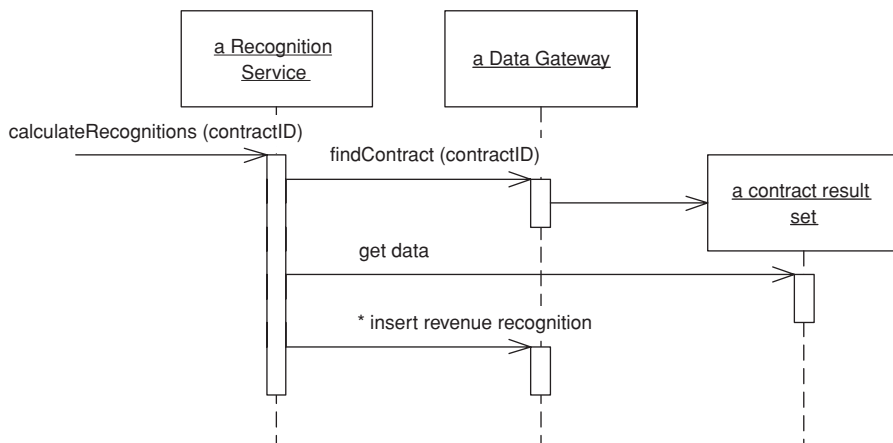 a Recognition
Service
a Data Gateway
calculateRecognitions (contractID)
findContract (contractID)
a contract result
set
get data
* insert revenue recognition